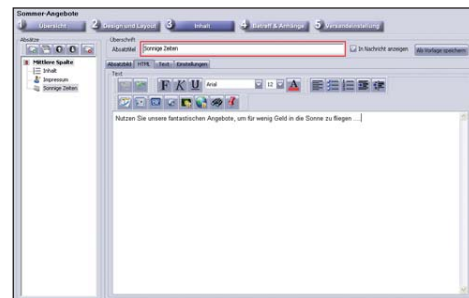 Sommer-Angebote
1 Übersicht 2 Design und Layout 3 Inhalt 4 Betreff & Anhänge 5 Versandeinstellung
Absätze
Überschrift
Absatztitel Sonnige Zeiten In Nachricht anzeigen Als Vorlage speichern
Mittlere Spalte
Inhalt
Impressum
Sonnige Zeiten
Absatzbild HTML Text Einstellungen
Text
F K U Arial 12 A
Nutzen Sie unsere fantastischen Angebote, um für wenig Geld in die Sonne zu fliegen ....